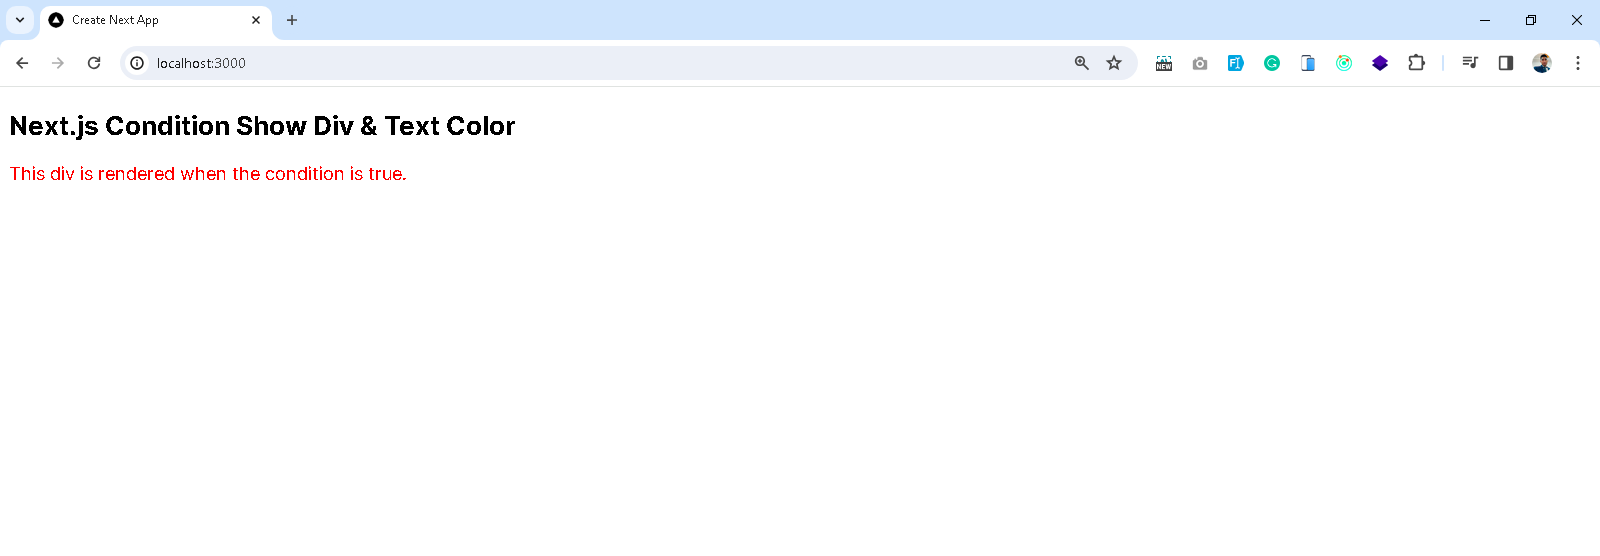 Create Next App
localhost:3000
NEW
Next.js Condition Show Div & Text Color
This div is rendered when the condition is true.